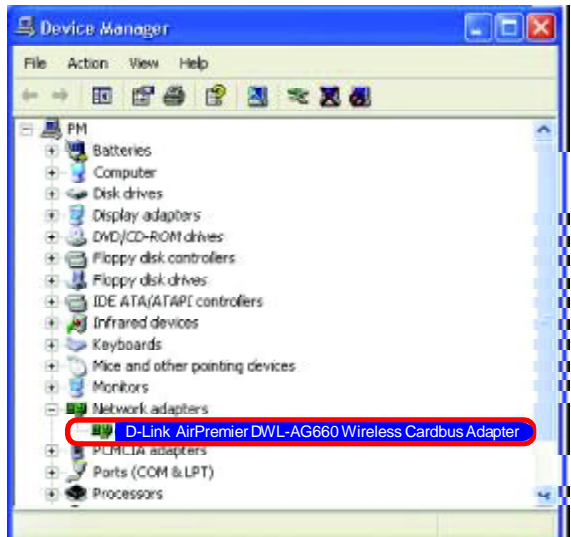 Device Manager
File Action View Help
PM
Batteries
Computer
Disk drives
Display adapters
DVD/CD-ROM drives
Floppy disk controllers
Floppy disk drives
IDE ATA/ATAPI controllers
Infrared devices
Keyboards
Mice and other pointing devices
Monitors
Network adapters
D-Link AirPremier DWL-AG660 Wireless Cardbus Adapter
PCMCIA adapters
Ports (COM & LPT)
Processors